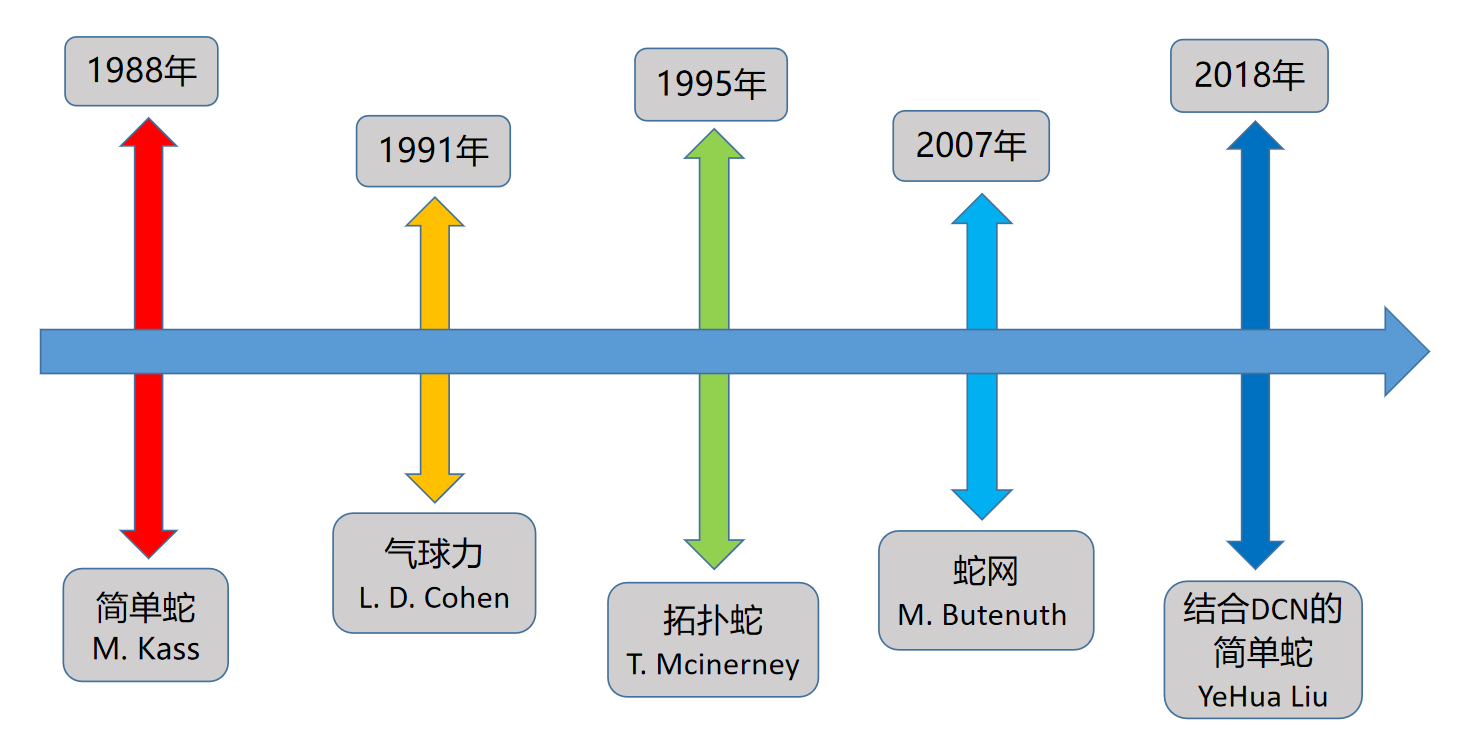 1988年
1991年
1995年
2007年
2018年
简单蛇
M. Kass
气球力
L. D. Cohen
拓扑蛇
T. Mcinerney
蛇网
M. Butenuth
结合DCN的
简单蛇
YeHua Liu